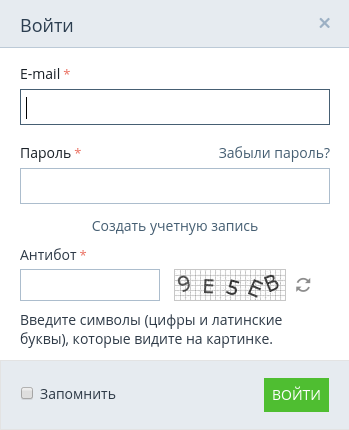 Войти ×
E-mail *
Пароль * Забыли пароль?
Создать учетную запись
Антибот *
9E5EB
Введите символы (цифры и латинские
буквы), которые видите на картинке.
Запомнить ВОЙТИ